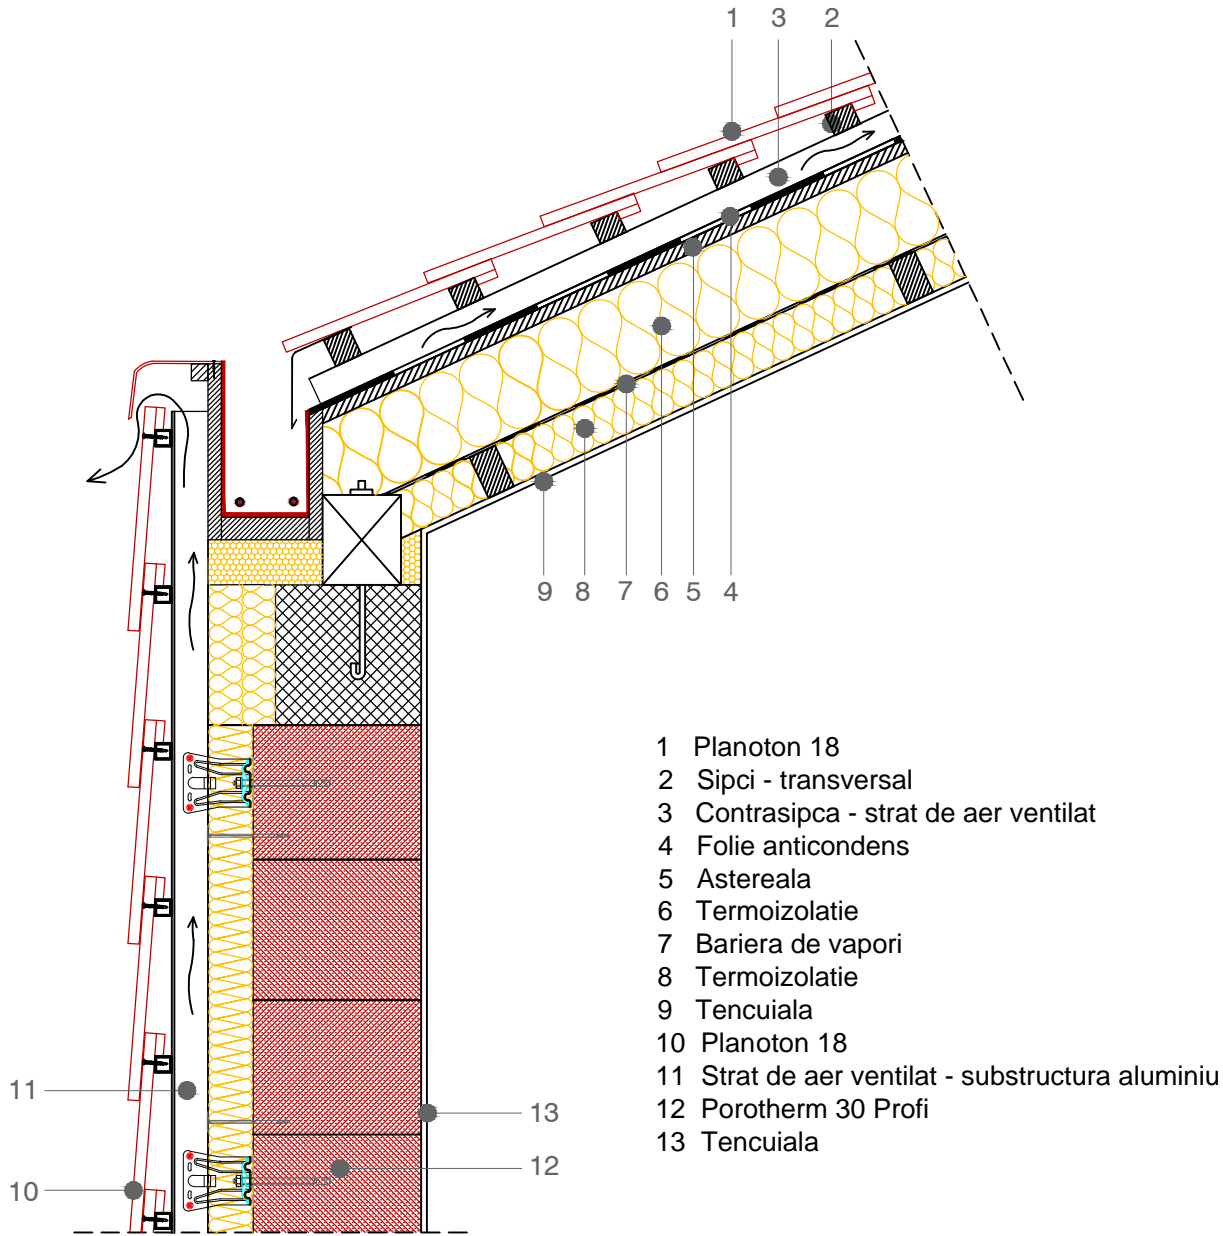 1 3 2
9 8 7 6 5 4
1 Planoton 18
2 Sipci - transversal
3 Contrasipca - strat de aer ventilat
4 Folie anticondens
5 Astereala
6 Termoizolatie
7 Bariera de vapori
8 Termoizolatie
9 Tencuiala
10 Planoton 18
11 Strat de aer ventilat - substructura aluminiu
12 Porotherm 30 Profi
13 Tencuiala
11
13
12
10